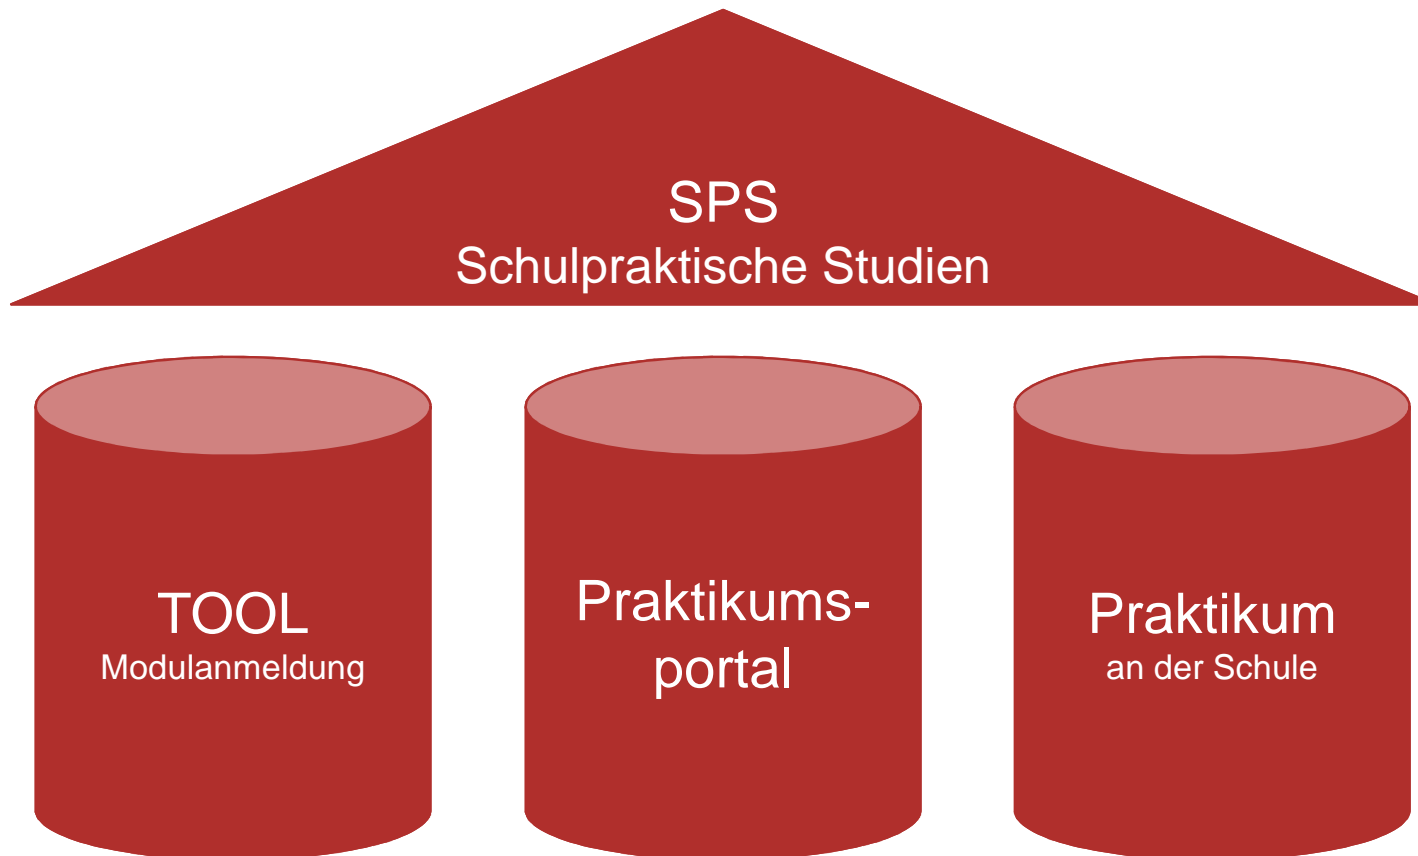 SPS
Schulpraktische Studien
TOOL
Modulanmeldung
Praktikums-
portal
Praktikum
an der Schule